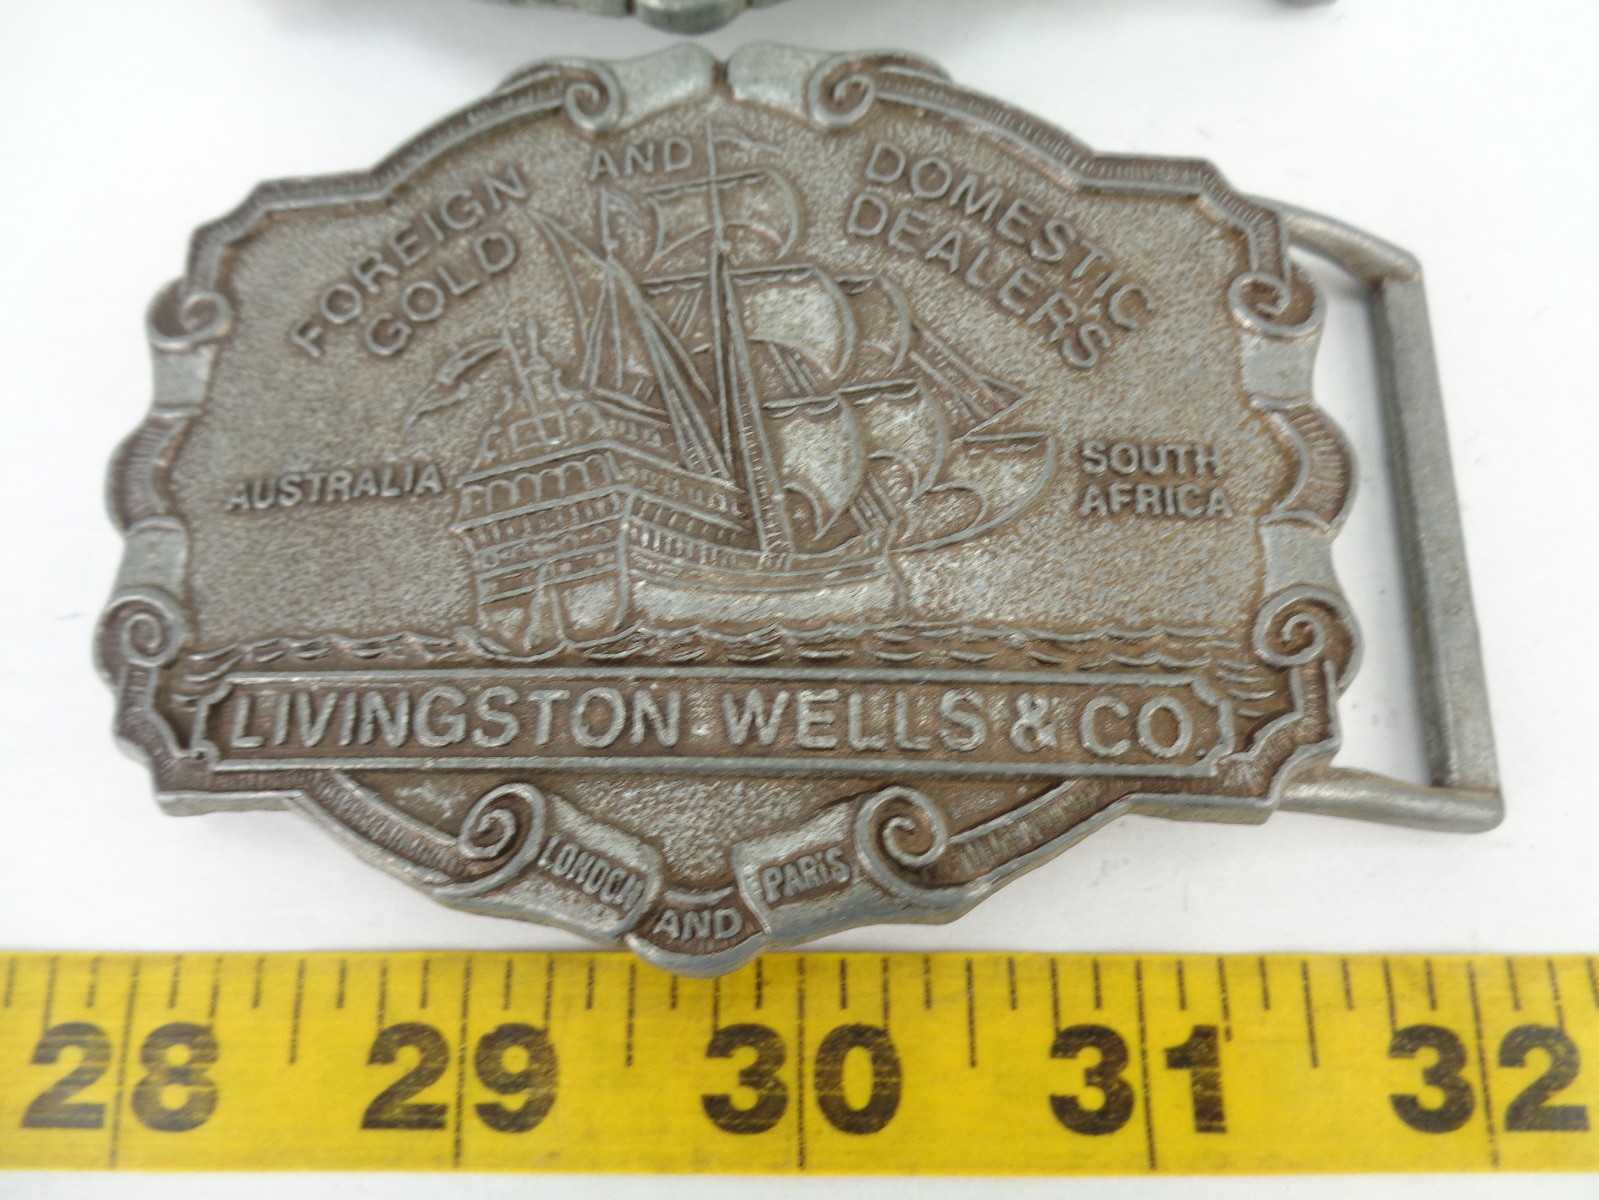 FOREIGN AND DOMESTIC
GOLD DEALERS
AUSTRALIA
SOUTH
AFRICA
LIVINGSTON WELLS & CO.
LONDON AND PARIS
28 29 30 31 32